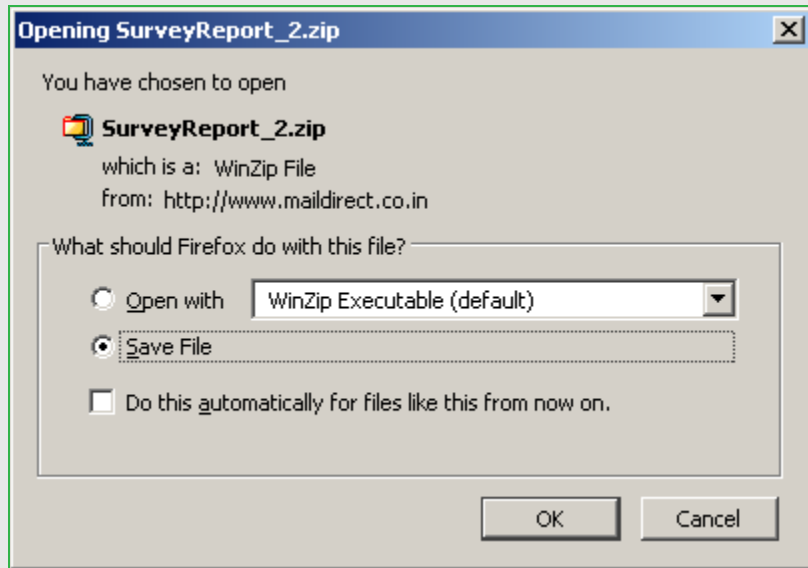 Opening SurveyReport_2.zip
You have chosen to open
SurveyReport_2.zip
which is a: WinZip File
from: http://www.maildirect.co.in
What should Firefox do with this file?
Open with WinZip Executable (default)
Save File
Do this automatically for files like this from now on.
OK Cancel